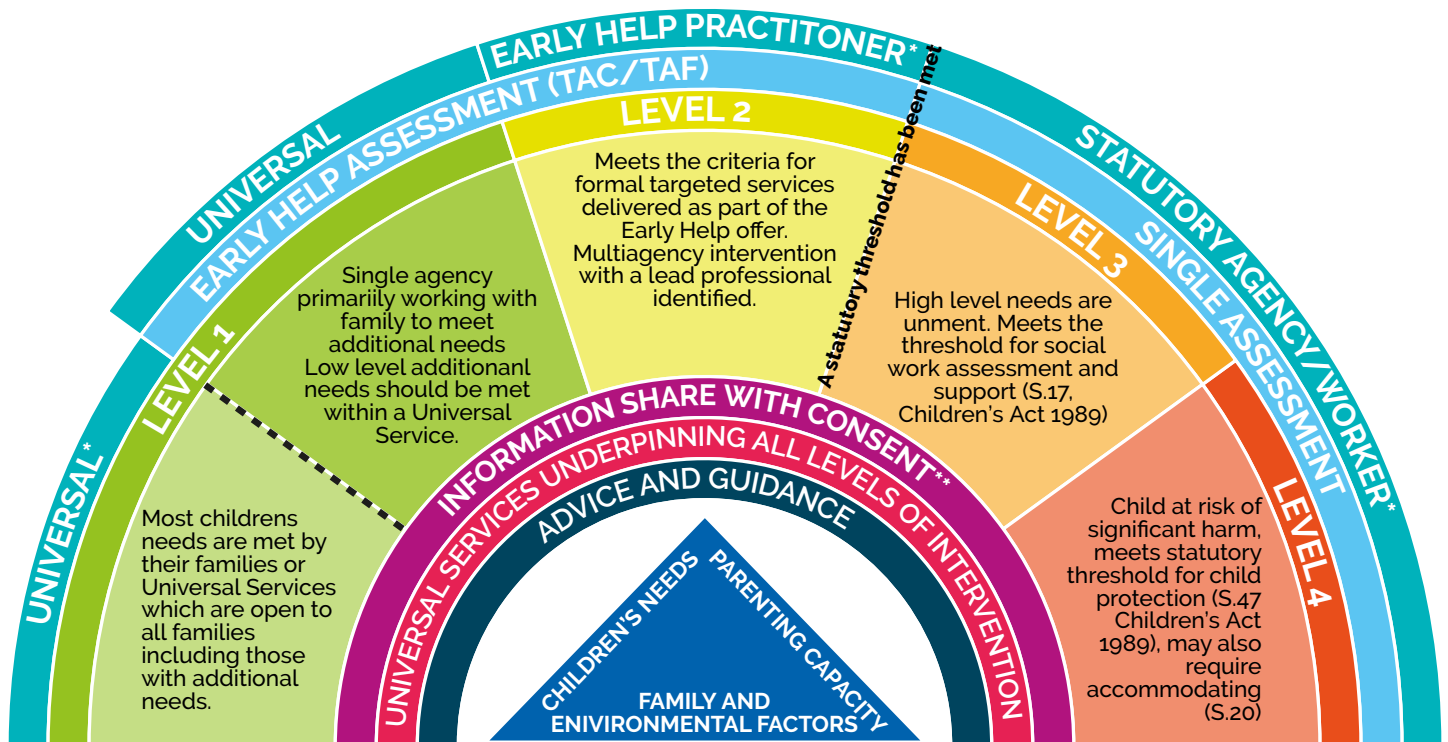 EARLY HELP PRACTITONER*
UNIVERSAL
UNIVERSAL*
STATUTORY AGENCY/WORKER*
EARLY HELP ASSESSMENT (TAC/TAF)
SINGLE ASSESSMENT
LEVEL 1
Most childrens
needs are met by
their families or
Universal Services
which are open to
all families
including those
with additional
needs.
Single agency
primariily working with
family to meet
additional needs
Low level additionanl
needs should be met
within a Universal
Service.
LEVEL 2
Meets the criteria for
formal targeted services
delivered as part of the
Early Help offer.
Multiagency intervention
with a lead professional
identified.
A statutory threshold has been met
LEVEL 3
High level needs are
unment. Meets the
threshold for social
work assessment and
support (S.17,
Children’s Act 1989)
LEVEL 4
Child at risk of
significant harm,
meets statutory
threshold for child
protection (S.47
Children’s Act
1989), may also
require
accommodating
(S.20)
INFORMATION SHARE WITH CONSENT**
UNIVERSAL SERVICES UNDERPINNING ALL LEVELS OF INTERVENTION
ADVICE AND GUIDANCE
CHILDREN’S NEEDS
PARENTING CAPACITY
FAMILY AND
ENIVIRONMENTAL FACTORS